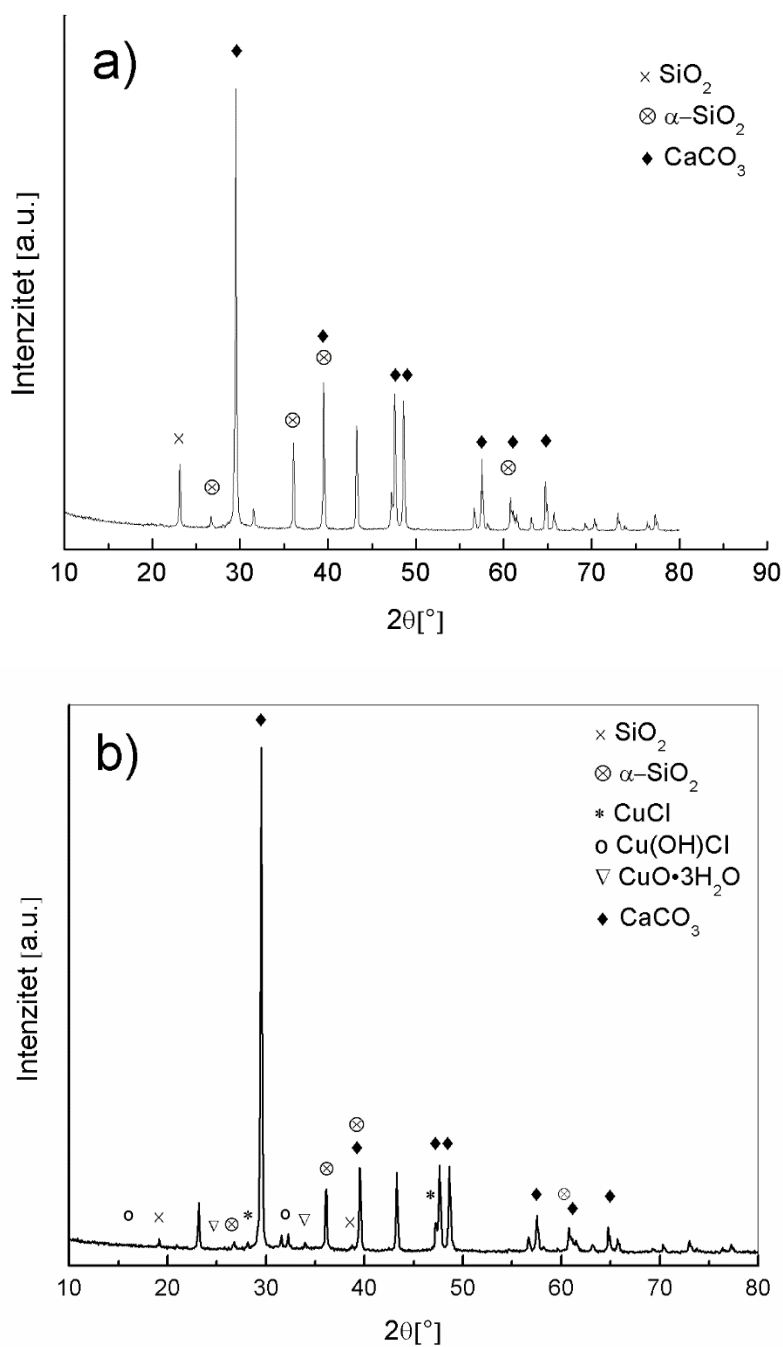 a)
× SiO₂
⊗ α–SiO₂
♦ CaCO₃
Intenzitet [a.u.]
10 20 30 40 50 60 70 80 90
2θ[°]
b)
× SiO₂
⊗ α–SiO₂
* CuCl
o Cu(OH)Cl
▽ CuO•3H₂O
♦ CaCO₃
Intenzitet [a.u.]
10 20 30 40 50 60 70 80
2θ[°]